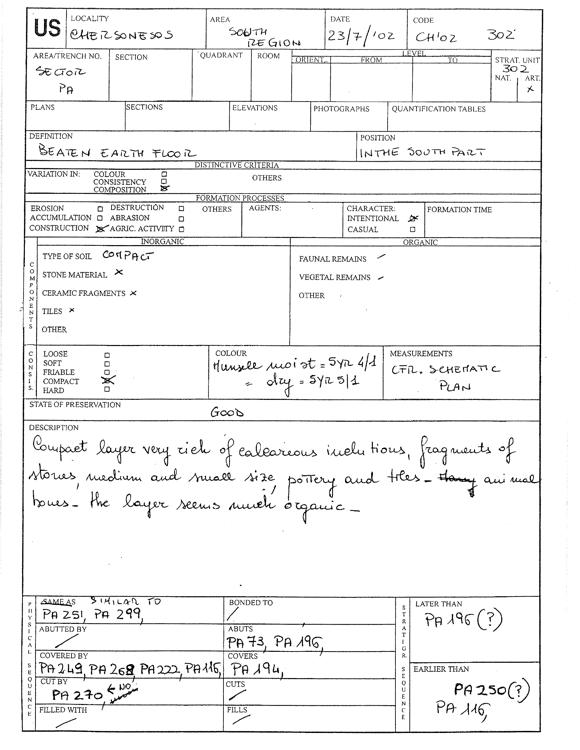 US LOCALITY AREA DATE CODE
CHERSONESOS SOUTH REGION 23/7/'02 CH'02 302
AREA/TRENCH NO. SECTION QUADRANT ROOM LEVEL STRAT. UNIT
ORIENT. FROM TO 302
SECTOR PA NAT. ART.
x
PLANS SECTIONS ELEVATIONS PHOTOGRAPHS QUANTIFICATION TABLES
DEFINITION POSITION
BEATEN EARTH FLOOR IN THE SOUTH PART
DISTINCTIVE CRITERIA
VARIATION IN: COLOUR OTHERS
CONSISTENCY
COMPOSITION x
FORMATION PROCESSES
EROSION DESTRUCTION OTHERS AGENTS: CHARACTER: FORMATION TIME
ACCUMULATION ABRASION INTENTIONAL x
CONSTRUCTION x AGRIC. ACTIVITY CASUAL
INORGANIC ORGANIC
COMPONENTS
TYPE OF SOIL COMPACT
STONE MATERIAL x
CERAMIC FRAGMENTS x
TILES x
OTHER
FAUNAL REMAINS /
VEGETAL REMAINS /
OTHER
CONSIS.
LOOSE
SOFT
FRIABLE
COMPACT x
HARD
COLOUR
Munsell moist = 5YR 4/1
= dry = 5YR 5/1
MEASUREMENTS
CFR. SCHEMATIC
PLAN
STATE OF PRESERVATION
GOOD
DESCRIPTION
Compact layer very rich of calcareous inclutions, fragments of
stones, medium and small size, pottery and tiles - animal
bones - the layer seems much organic -
PHYSICAL SEQUENCE
SAME AS SIMILAR TO
PA 251, PA 299,
BONDED TO
/
ABUTTED BY
/
ABUTS
PA 73, PA 196,
COVERED BY
PA 249, PA 268, PA 222, PA 115,
COVERS
PA 194,
CUT BY
PA 270 ← NO
CUTS
/
FILLED WITH
/
FILLS
/
STRATIGR. SEQUENCE
LATER THAN
PA 196 (?)
EARLIER THAN
PA 250 (?)
PA 116,